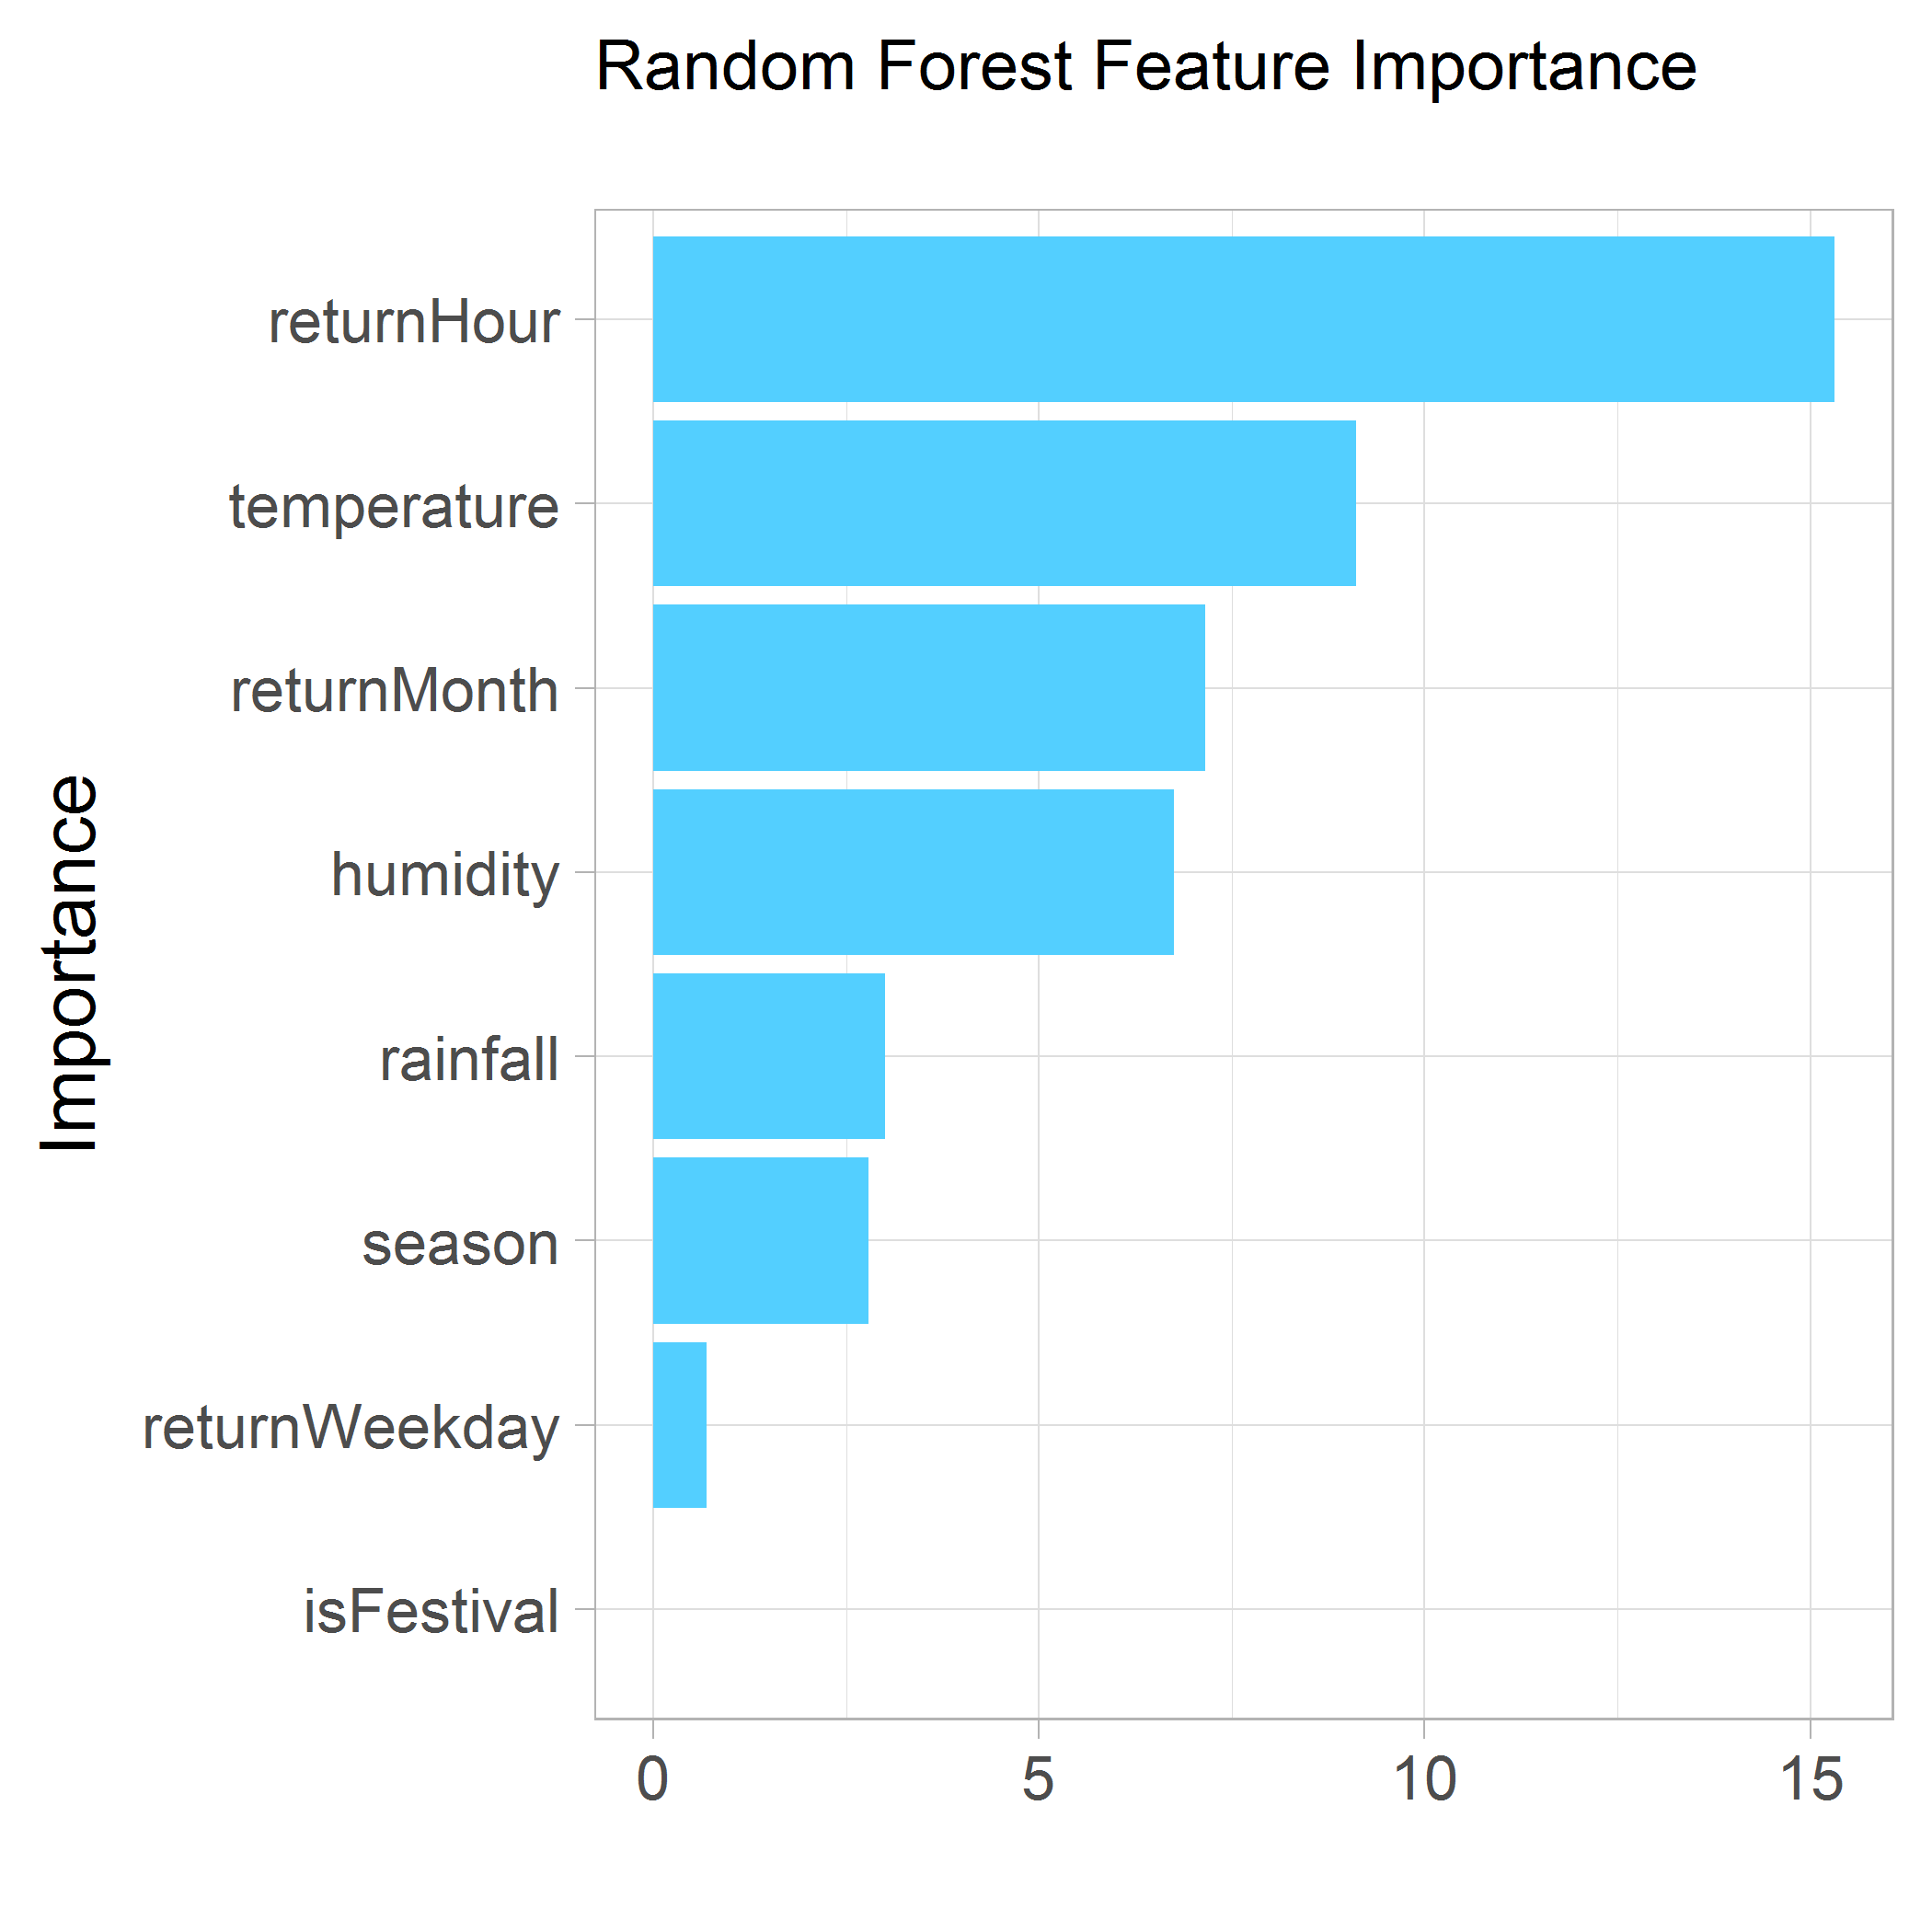 Random Forest Feature Importance
Importance
returnHour
temperature
returnMonth
humidity
rainfall
season
returnWeekday
isFestival
0 5 10 15